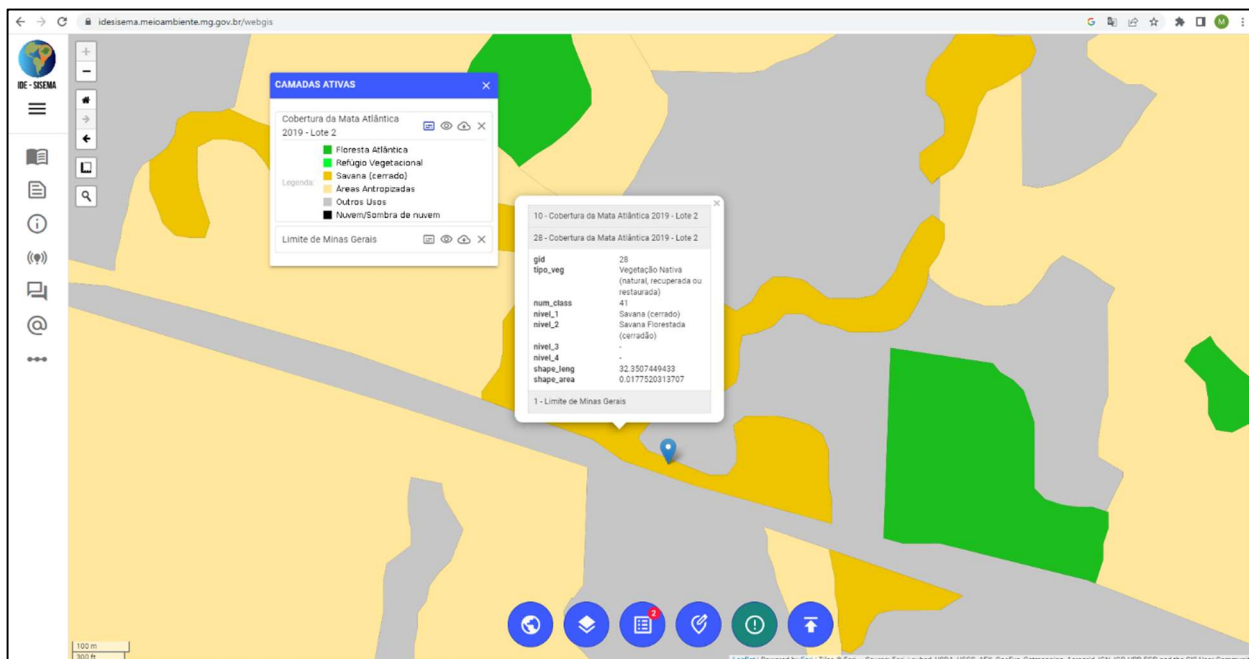 idesisema.meioambiente.mg.gov.br/webgis
M
IDE - SISEMA
CAMADAS ATIVAS
Cobertura da Mata Atlântica
2019 - Lote 2
Legenda:
Floresta Atlântica
Refúgio Vegetacional
Savana (cerrado)
Áreas Antropizadas
Outros Usos
Nuvem/Sombra de nuvem
Limite de Minas Gerais
10 - Cobertura da Mata Atlântica 2019 - Lote 2
28 - Cobertura da Mata Atlântica 2019 - Lote 2
gid 28
tipo_veg Vegetação Nativa
(natural, recuperada ou
restaurada)
num_class 41
nivel_1 Savana (cerrado)
nivel_2 Savana Florestada
(cerradão)
nivel_3 -
nivel_4 -
shape_leng 32.3507449433
shape_area 0.0177520313707
1 - Limite de Minas Gerais
2
100 m
300 ft